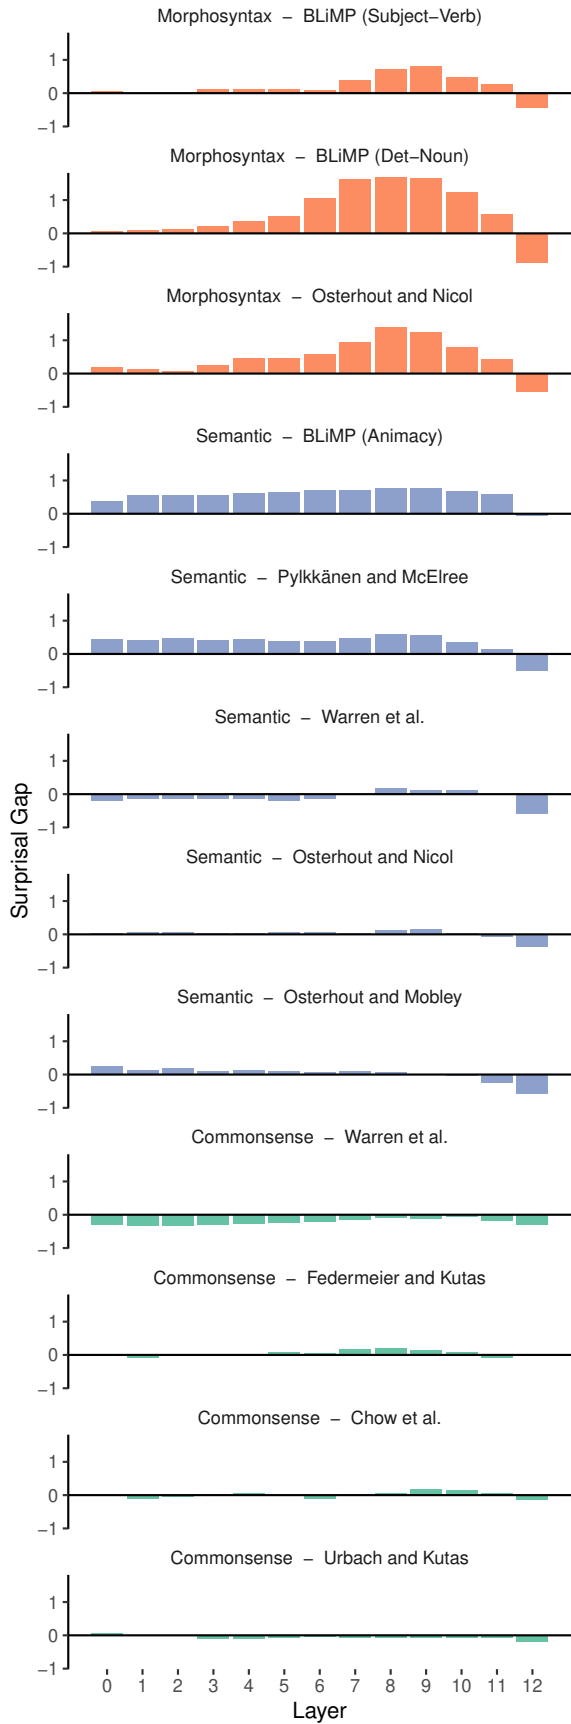 Morphosyntax − BLiMP (Subject−Verb)
1
0
−1
Morphosyntax − BLiMP (Det−Noun)
1
0
−1
Morphosyntax − Osterhout and Nicol
1
0
−1
Semantic − BLiMP (Animacy)
1
0
−1
Semantic − Pylkkänen and McElree
1
0
−1
Semantic − Warren et al.
1
0
−1
Semantic − Osterhout and Nicol
1
0
−1
Semantic − Osterhout and Mobley
1
0
−1
Commonsense − Warren et al.
1
0
−1
Commonsense − Federmeier and Kutas
1
0
−1
Commonsense − Chow et al.
1
0
−1
Commonsense − Urbach and Kutas
1
0
−1
Surprisal Gap
0 1 2 3 4 5 6 7 8 9 10 11 12
Layer